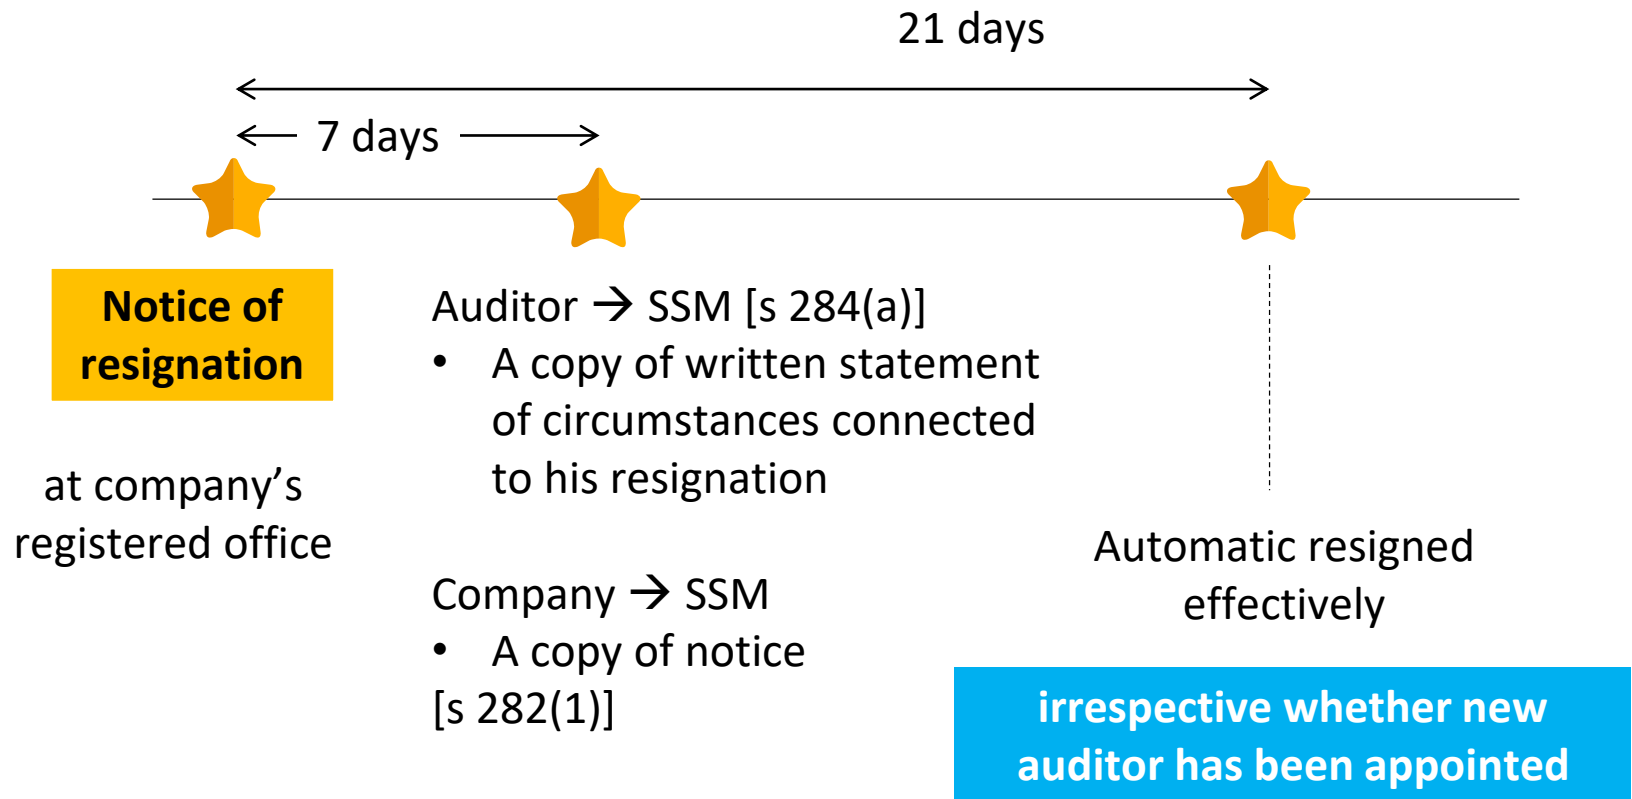 21 days
7 days
Notice of
resignation
at company’s
registered office
Auditor → SSM [s 284(a)]
• A copy of written statement
of circumstances connected
to his resignation
Company → SSM
• A copy of notice
[s 282(1)]
Automatic resigned
effectively
irrespective whether new
auditor has been appointed